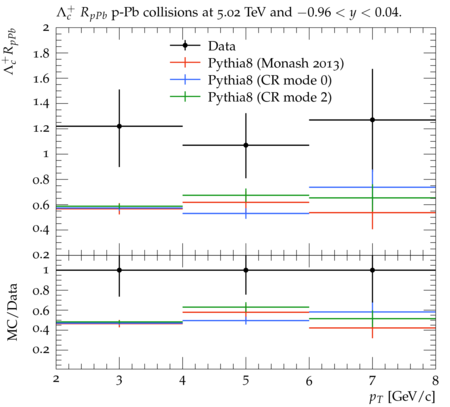 Λc+ RpPb p-Pb collisions at 5.02 TeV and −0.96 < y < 0.04.
Λc+ RpPb
Data
Pythia8 (Monash 2013)
Pythia8 (CR mode 0)
Pythia8 (CR mode 2)
2
1.8
1.6
1.4
1.2
1
0.8
0.6
0.4
0.2
MC/Data
1
0.8
0.6
0.4
0.2
2 3 4 5 6 7 8
pT [GeV/c]